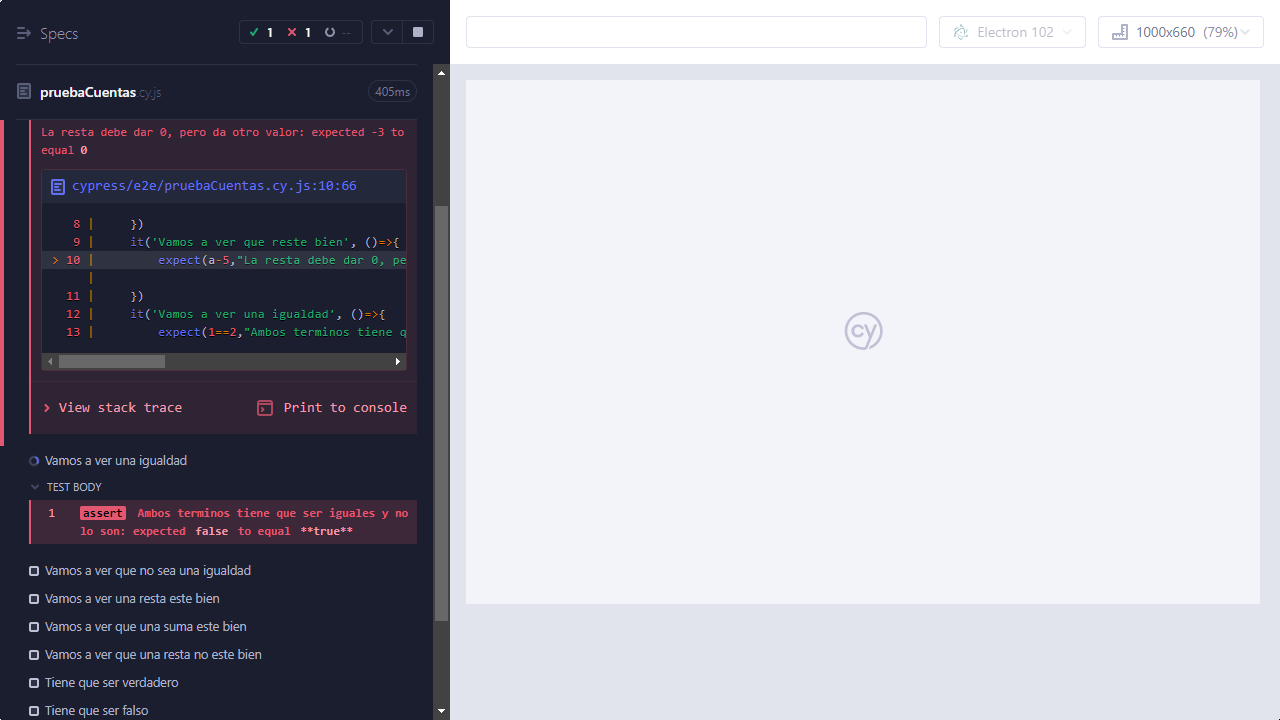 Specs
1 1 --
Electron 102
1000x660 (79%)
pruebaCuentas.cy.js
405ms
La resta debe dar 0, pero da otro valor: expected -3 to
equal 0
cypress/e2e/pruebaCuentas.cy.js:10:66
8 | })
9 | it('Vamos a ver que reste bien', ()=>{
> 10 | expect(a-5,"La resta debe dar 0, pe
|
11 | })
12 | it('Vamos a ver una igualdad', ()=>{
13 | expect(1==2,"Ambos terminos tiene q
View stack trace
Print to console
Vamos a ver una igualdad
TEST BODY
1 assert Ambos terminos tiene que ser iguales y no
lo son: expected false to equal **true**
Vamos a ver que no sea una igualdad
Vamos a ver una resta este bien
Vamos a ver que una suma este bien
Vamos a ver que una resta no este bien
Tiene que ser verdadero
Tiene que ser falso
cy